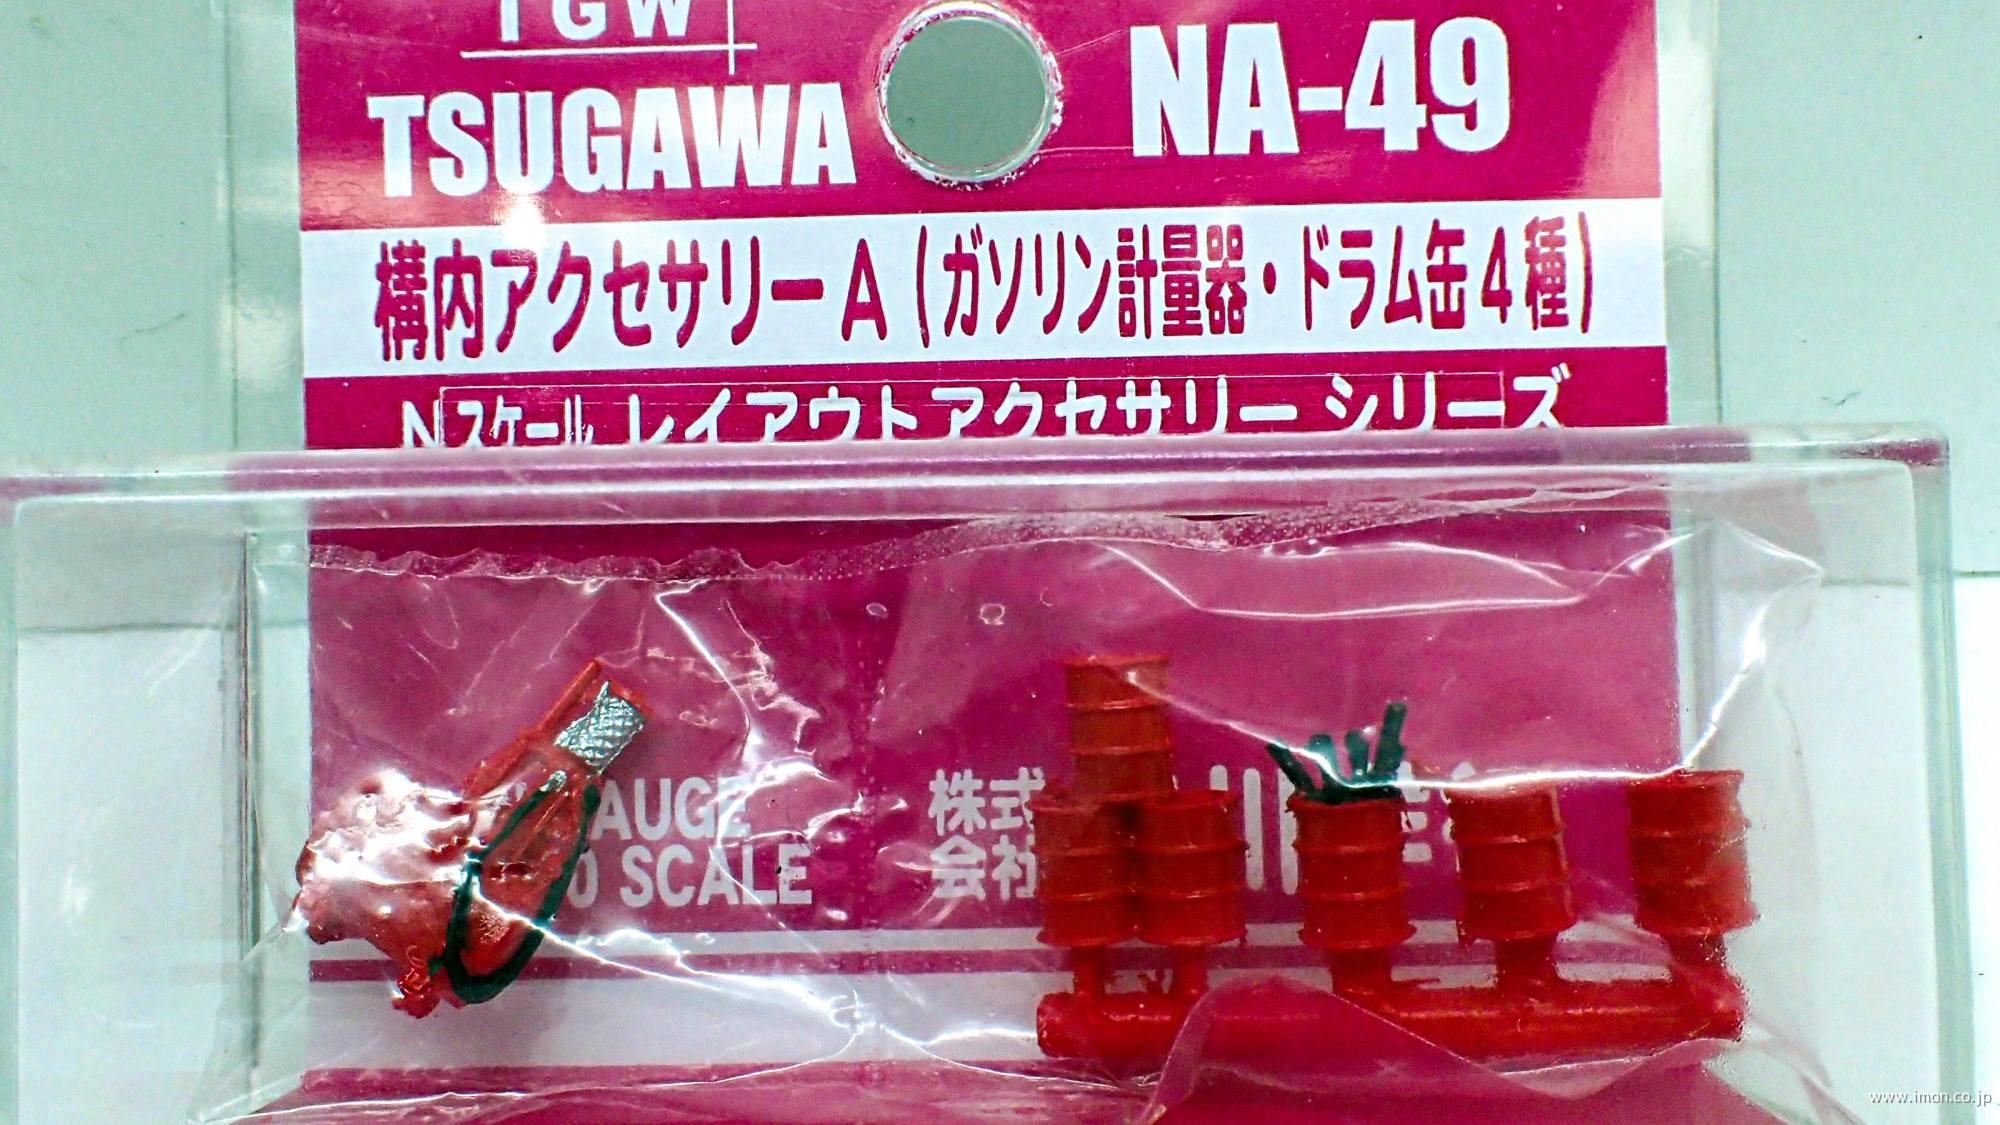 TGW
TSUGAWA
NA-49
構内アクセサリーA(ガソリン計量器・ドラム缶4種)
Nスケール レイアウトアクセサリー シリーズ
AUGE
0 SCALE
株式
会社
www.imon.co.jp